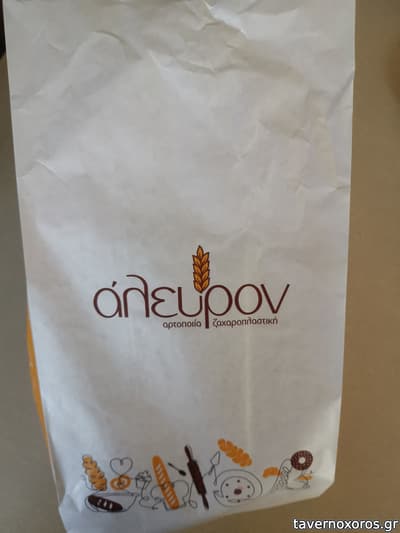 άλευρον
αρτοποιία ζαχαροπλαστική
tavernoxoros.gr